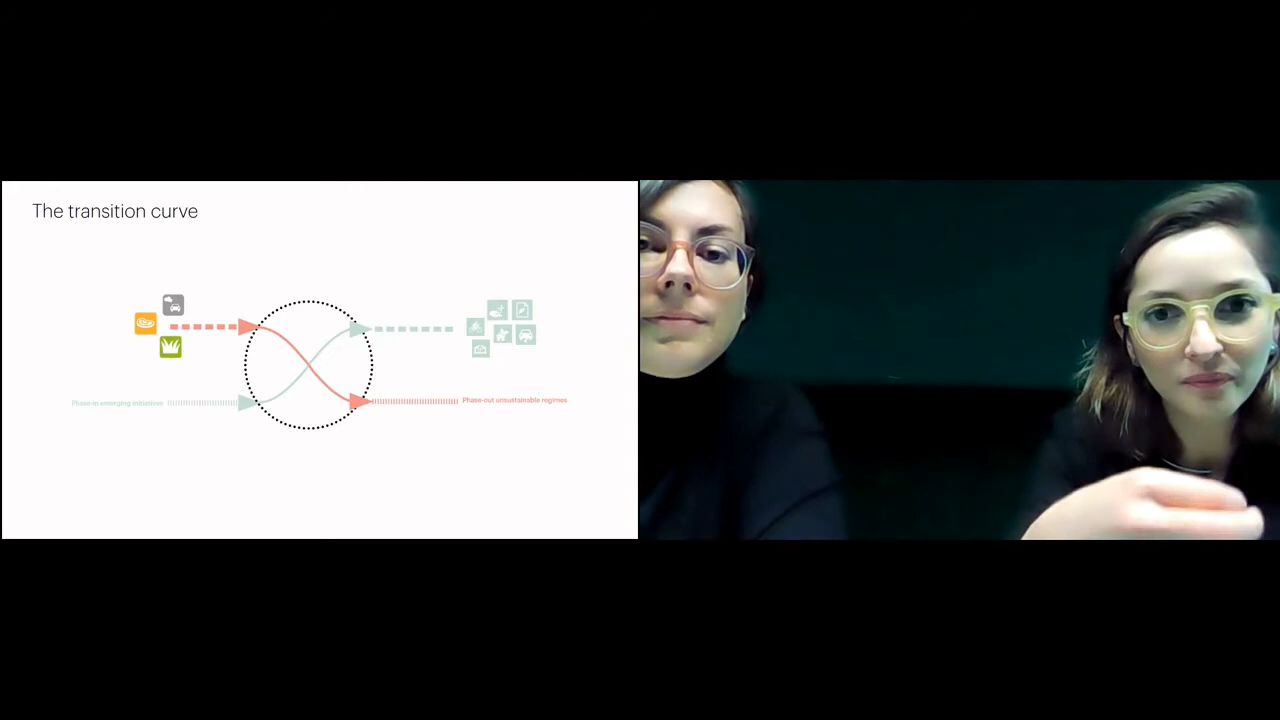 The transition curve
Phase-in emerging initiatives
Phase-out unsustainable regimes